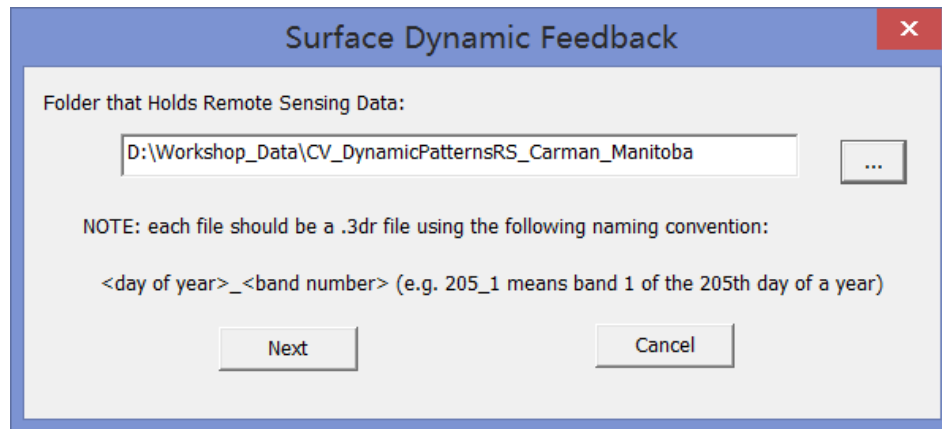 Surface Dynamic Feedback
x
Folder that Holds Remote Sensing Data:
D:\Workshop_Data\CV_DynamicPatternsRS_Carman_Manitoba
...
NOTE: each file should be a .3dr file using the following naming convention:
<day of year>_<band number> (e.g. 205_1 means band 1 of the 205th day of a year)
Next
Cancel